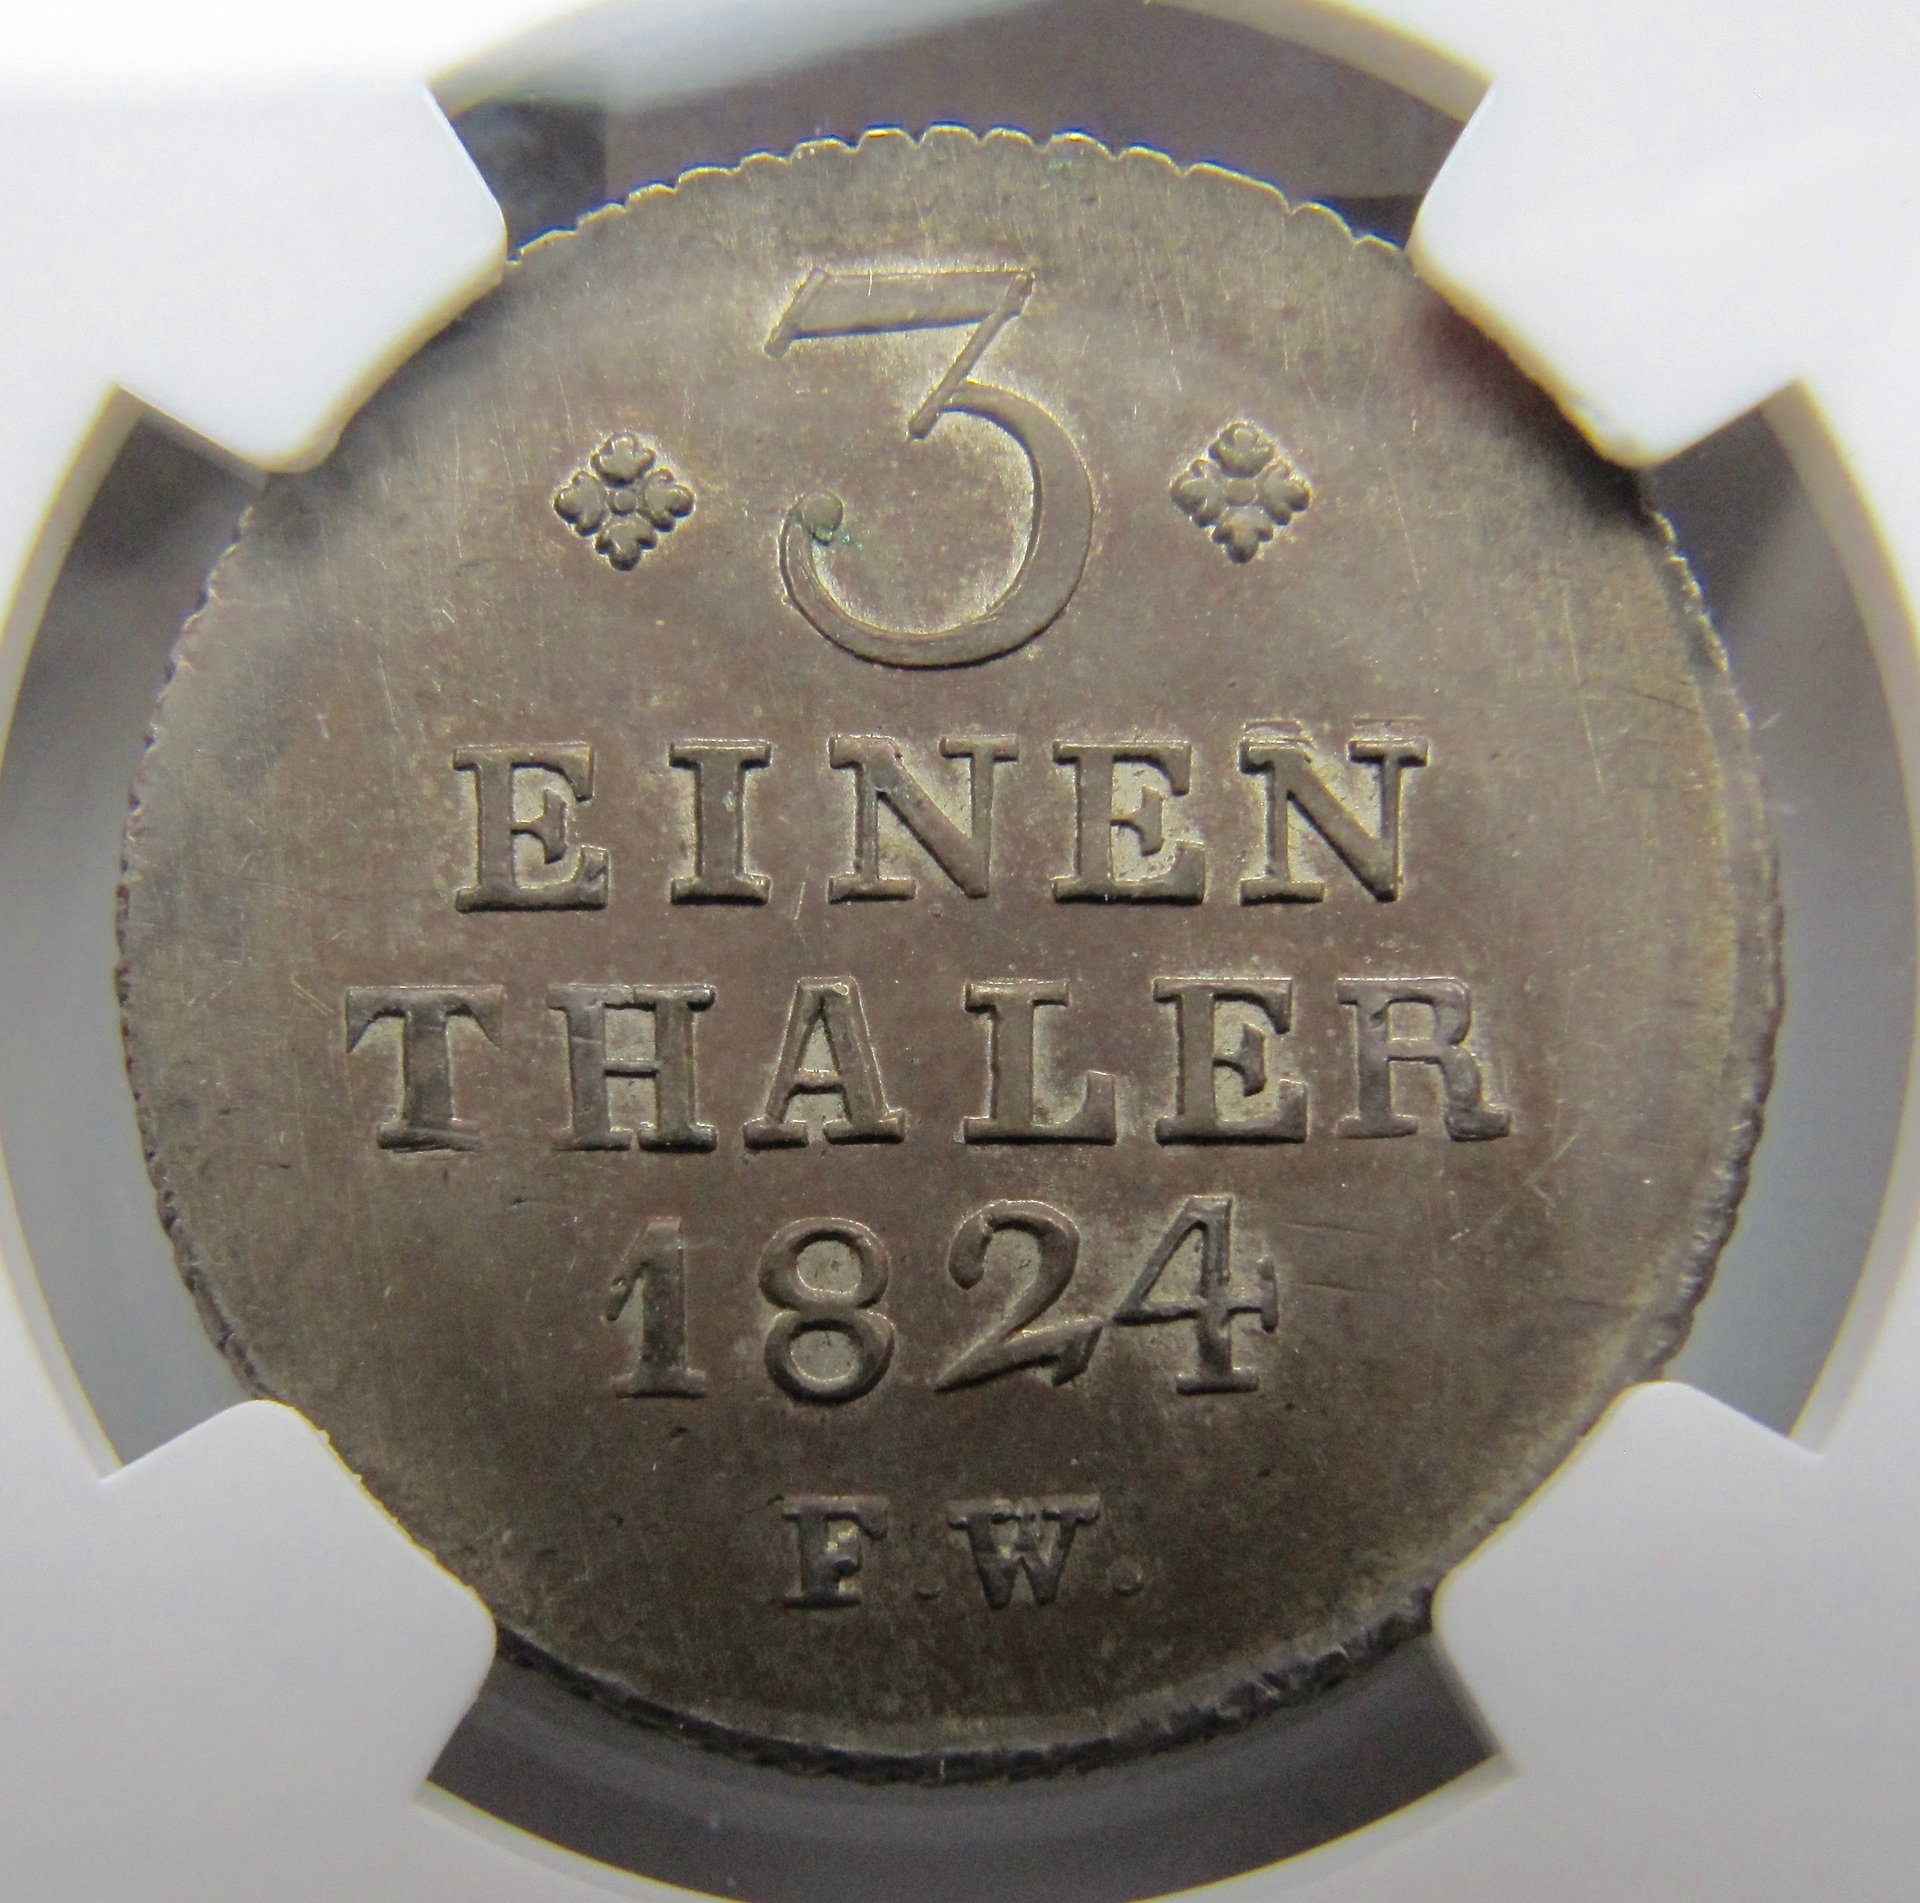 3
EINEN
THALER
1824
F.W.